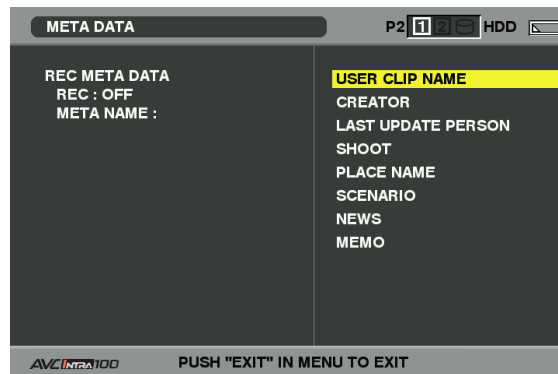 META DATA
P2 1 2 HDD
REC META DATA
REC : OFF
META NAME :
USER CLIP NAME
CREATOR
LAST UPDATE PERSON
SHOOT
PLACE NAME
SCENARIO
NEWS
MEMO
AVC INTRA 100
PUSH "EXIT" IN MENU TO EXIT